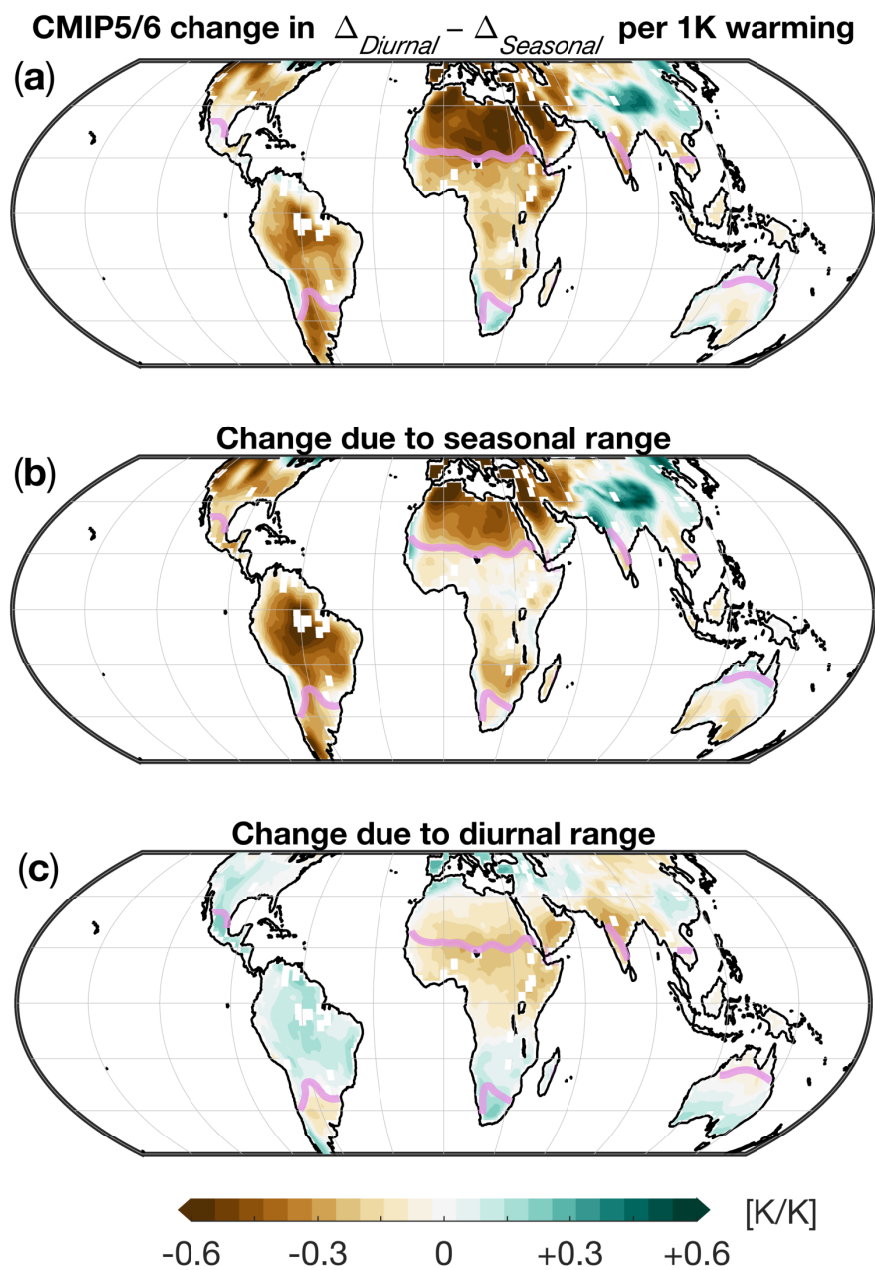 CMIP5/6 change in Δ_Diurnal − Δ_Seasonal per 1K warming
(a)
Change due to seasonal range
(b)
Change due to diurnal range
(c)
[K/K]
-0.6 -0.3 0 +0.3 +0.6